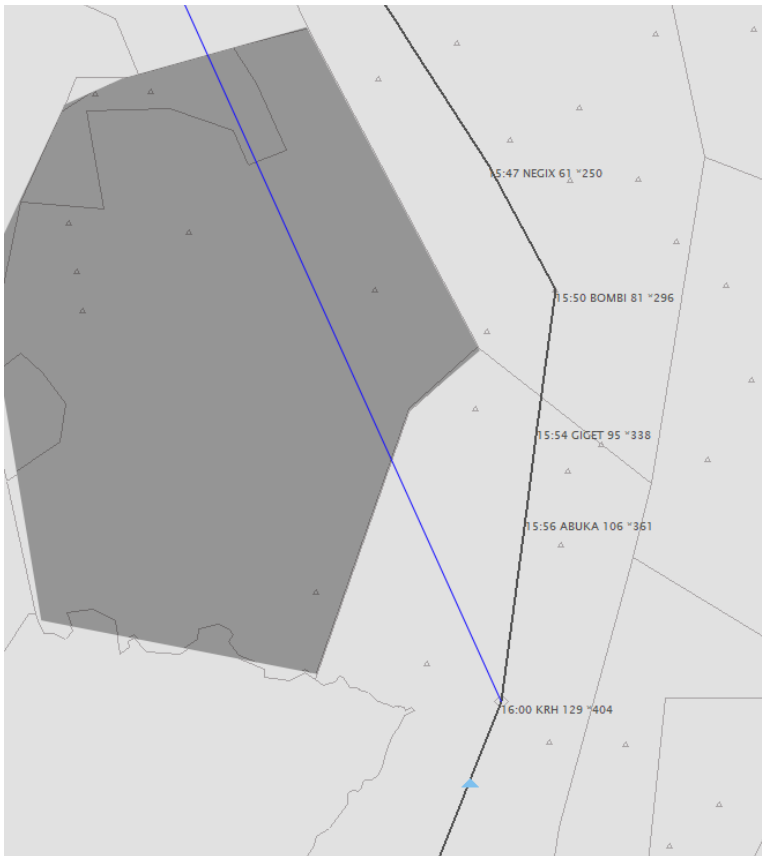 15:47 NEGIX 61 "250
15:50 BOMBI 81 "296
15:54 GIGET 95 "338
15:56 ABUKA 106 "361
16:00 KRH 129 "404